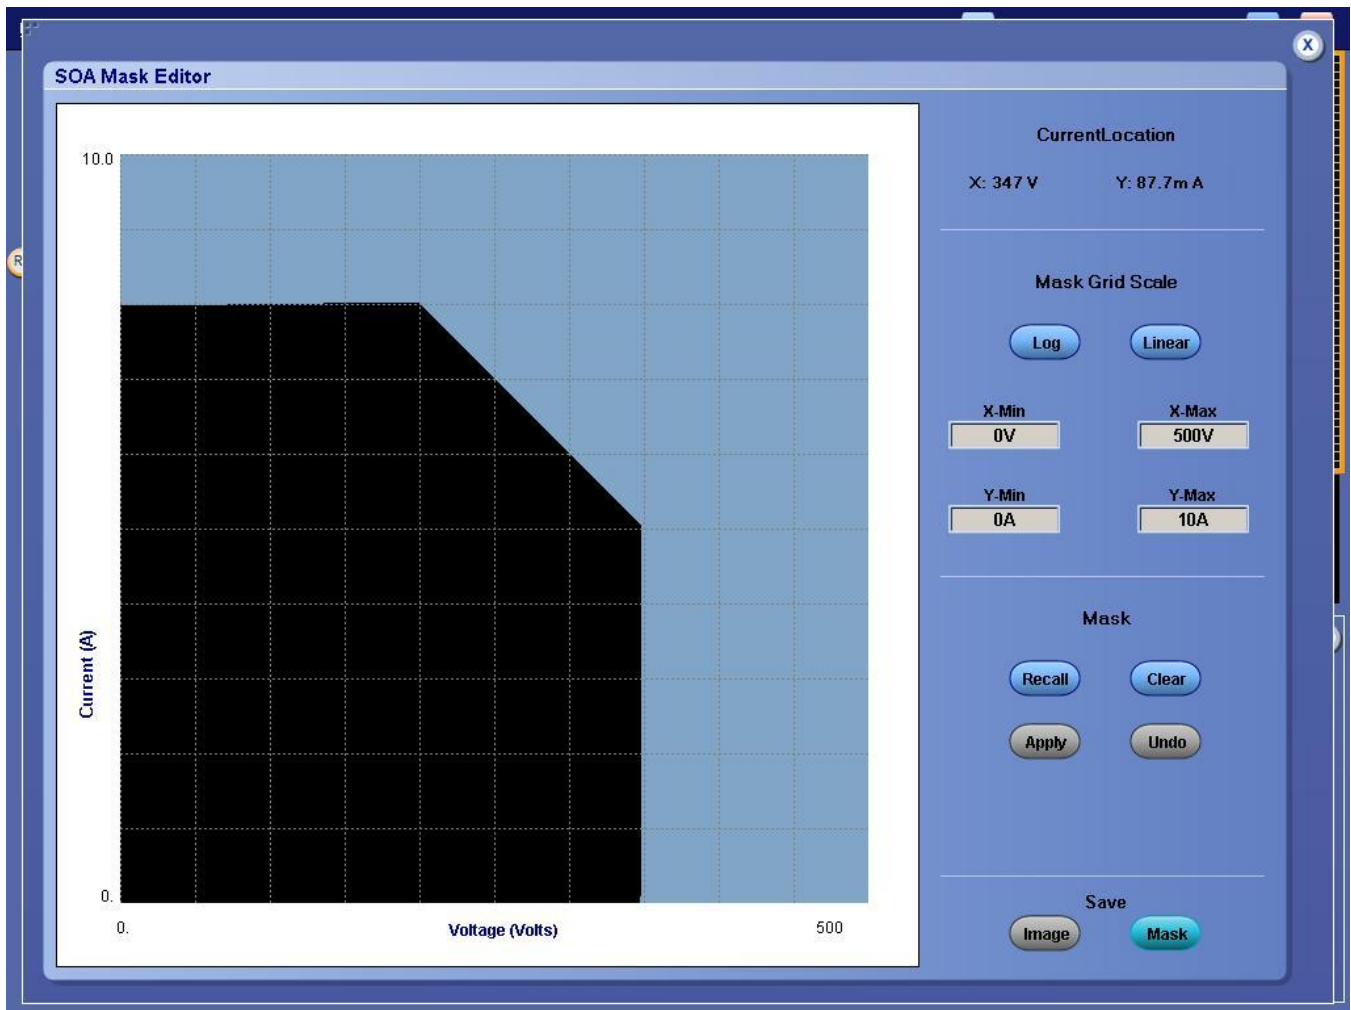 SOA Mask Editor
X
CurrentLocation
X: 347 V Y: 87.7m A
Mask Grid Scale
Log Linear
X-Min X-Max
0V 500V
Y-Min Y-Max
0A 10A
Mask
Recall Clear
Apply Undo
Save
Image Mask
10.0
Current (A)
0.
0. Voltage (Volts) 500
R